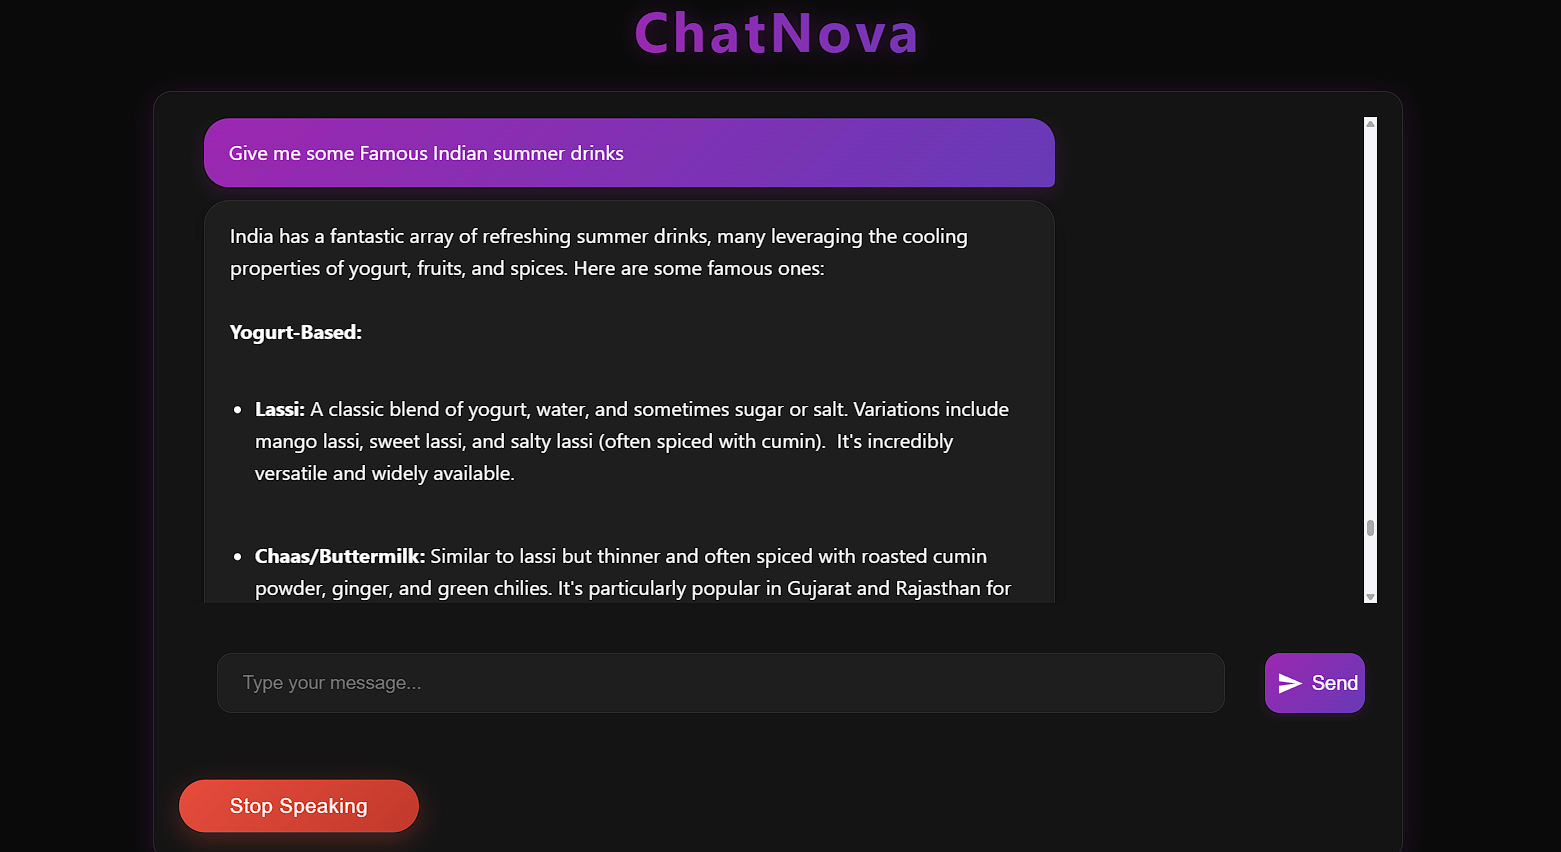 ChatNova
Give me some Famous Indian summer drinks
India has a fantastic array of refreshing summer drinks, many leveraging the cooling
properties of yogurt, fruits, and spices. Here are some famous ones:
Yogurt-Based:
• Lassi: A classic blend of yogurt, water, and sometimes sugar or salt. Variations include
mango lassi, sweet lassi, and salty lassi (often spiced with cumin).  It's incredibly
versatile and widely available.
• Chaas/Buttermilk: Similar to lassi but thinner and often spiced with roasted cumin
powder, ginger, and green chilies. It's particularly popular in Gujarat and Rajasthan for
Type your message...
Send
Stop Speaking